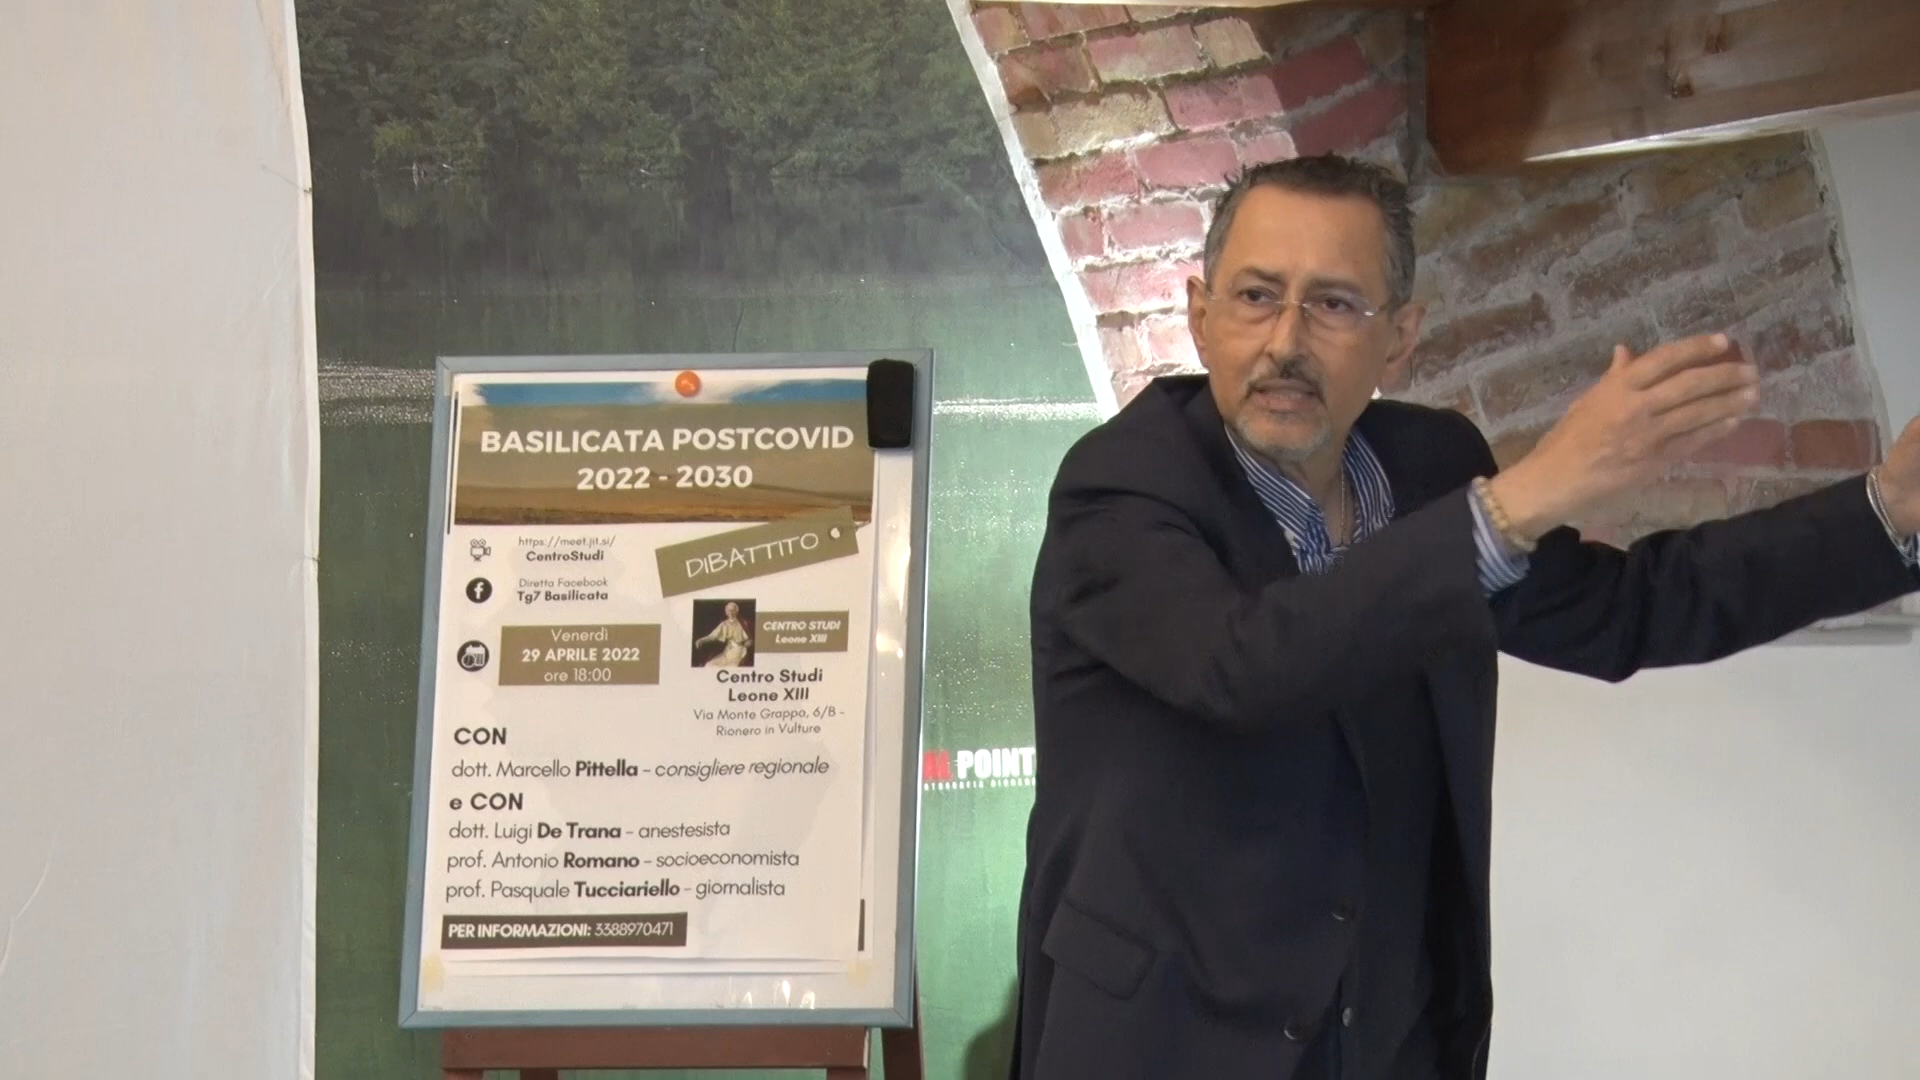 BASILICATA POSTCOVID
2022 - 2030
https://meet.jit.si/
CentroStudi
DIBATTITO
Diretta Facebook
Tg7 Basilicata
CENTRO STUDI
Leone XIII
Venerdì
29 APRILE 2022
ore 18:00
Centro Studi
Leone XIII
Via Monte Grappa, 6/B -
Rionero in Vulture
CON
dott. Marcello Pittella - consigliere regionale
e CON
dott. Luigi De Trana - anestesista
prof. Antonio Romano - socioeconomista
prof. Pasquale Tucciariello - giornalista
PER INFORMAZIONI: 3388970471
POINT